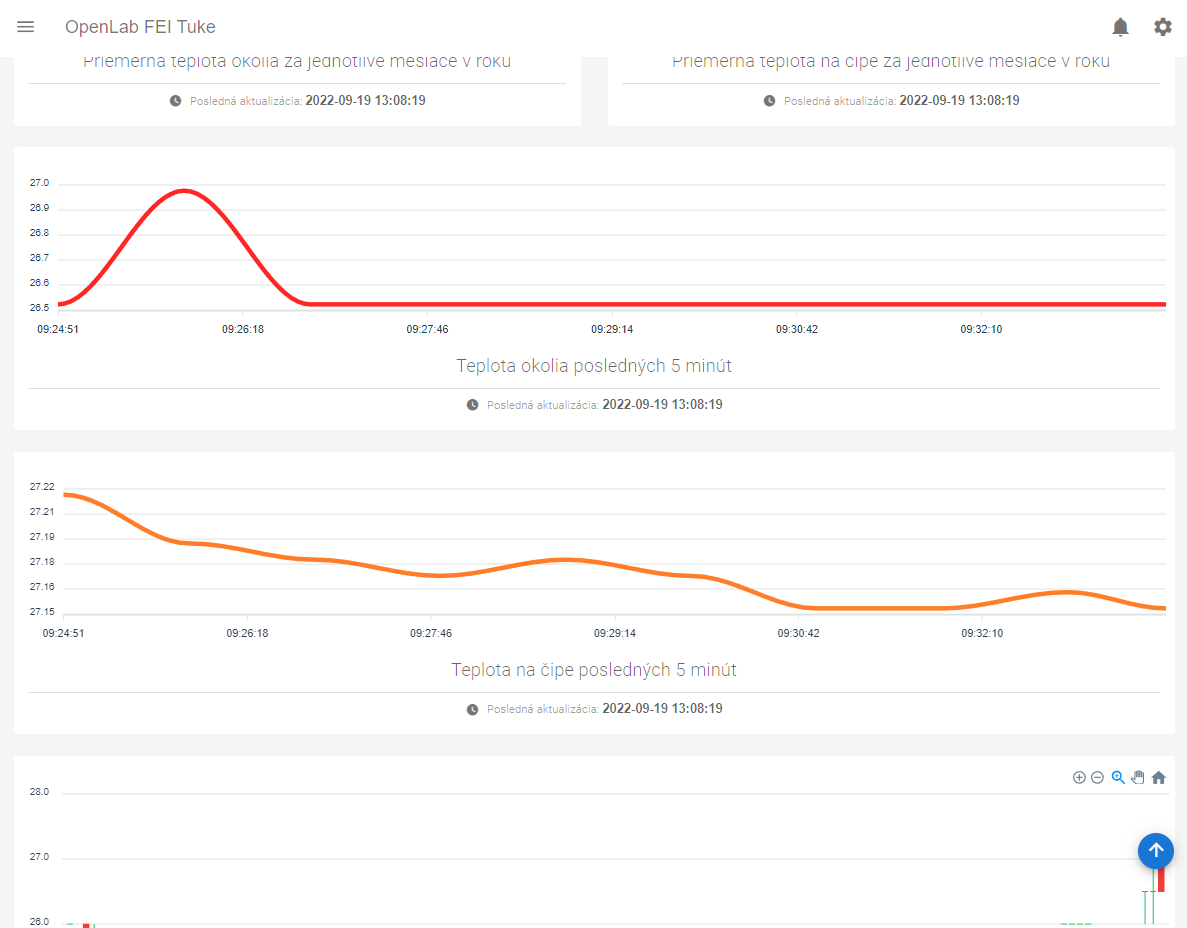 OpenLab FEI Tuke
Priemerná teplota okolia za jednotlivé mesiace v roku
Posledná aktualizácia: 2022-09-19 13:08:19
Priemerná teplota na čipe za jednotlivé mesiace v roku
Posledná aktualizácia: 2022-09-19 13:08:19
27.0
26.9
26.8
26.7
26.6
26.5
09:24:51 09:26:18 09:27:46 09:29:14 09:30:42 09:32:10
Teplota okolia posledných 5 minút
Posledná aktualizácia: 2022-09-19 13:08:19
27.22
27.21
27.19
27.18
27.16
27.15
09:24:51 09:26:18 09:27:46 09:29:14 09:30:42 09:32:10
Teplota na čipe posledných 5 minút
Posledná aktualizácia: 2022-09-19 13:08:19
28.0
27.0
26.0